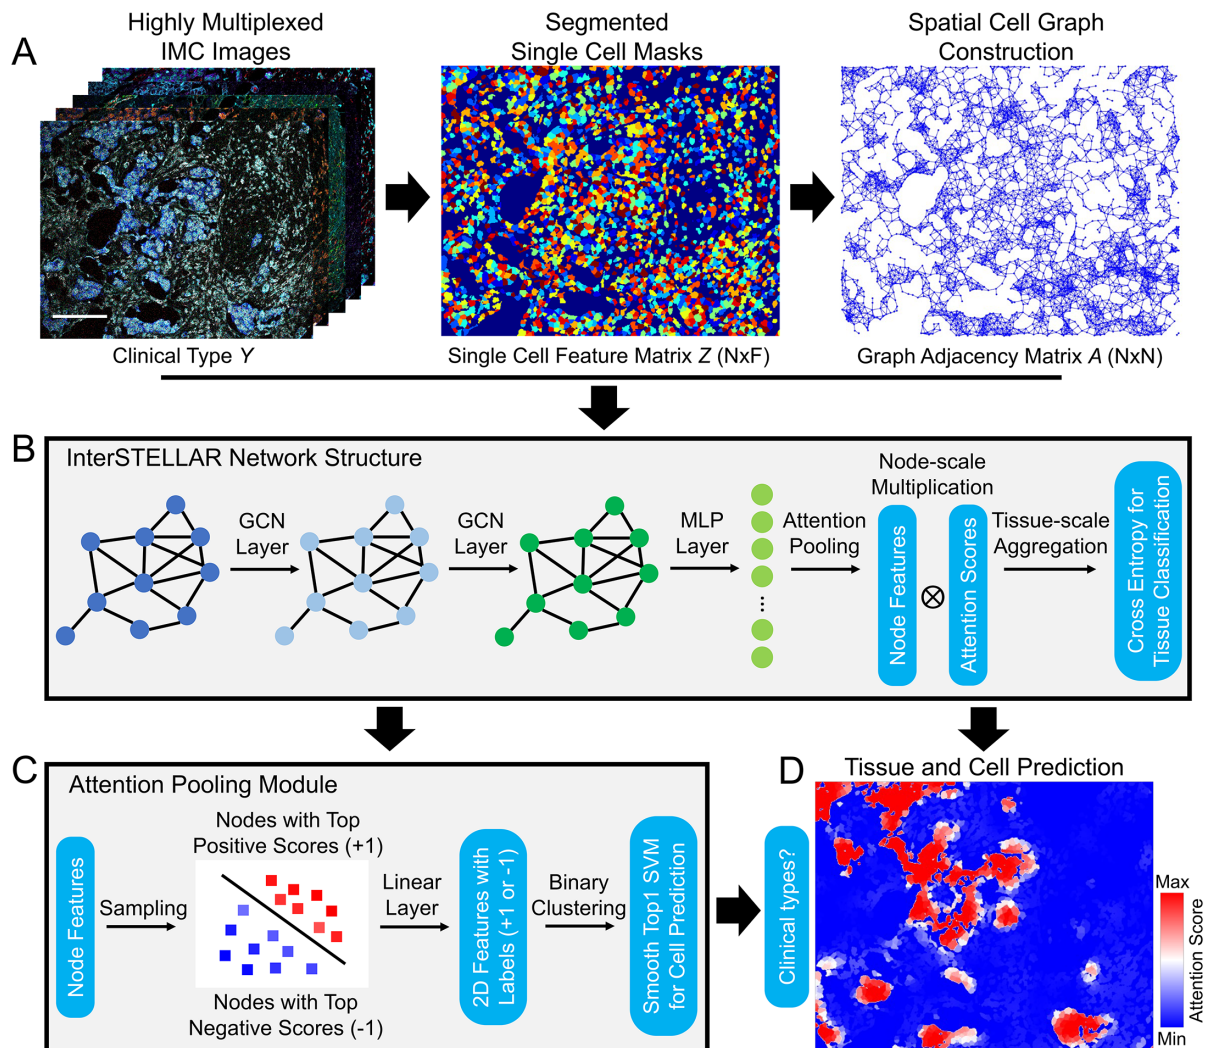 A
Highly Multiplexed
IMC Images
Segmented
Single Cell Masks
Spatial Cell Graph
Construction
Clinical Type Y
Single Cell Feature Matrix Z (NxF)
Graph Adjacency Matrix A (NxN)
B
InterSTELLAR Network Structure
GCN
Layer
GCN
Layer
MLP
Layer
Attention
Pooling
Node-scale
Multiplication
Node Features
Attention Scores
Tissue-scale
Aggregation
Cross Entropy for
Tissue Classification
C
Attention Pooling Module
Node Features
Sampling
Nodes with Top
Positive Scores (+1)
Nodes with Top
Negative Scores (-1)
Linear
Layer
2D Features with
Labels (+1 or -1)
Binary
Clustering
Smooth Top1 SVM
for Cell Prediction
D
Tissue and Cell Prediction
Clinical types?
Max
Attention Score
Min